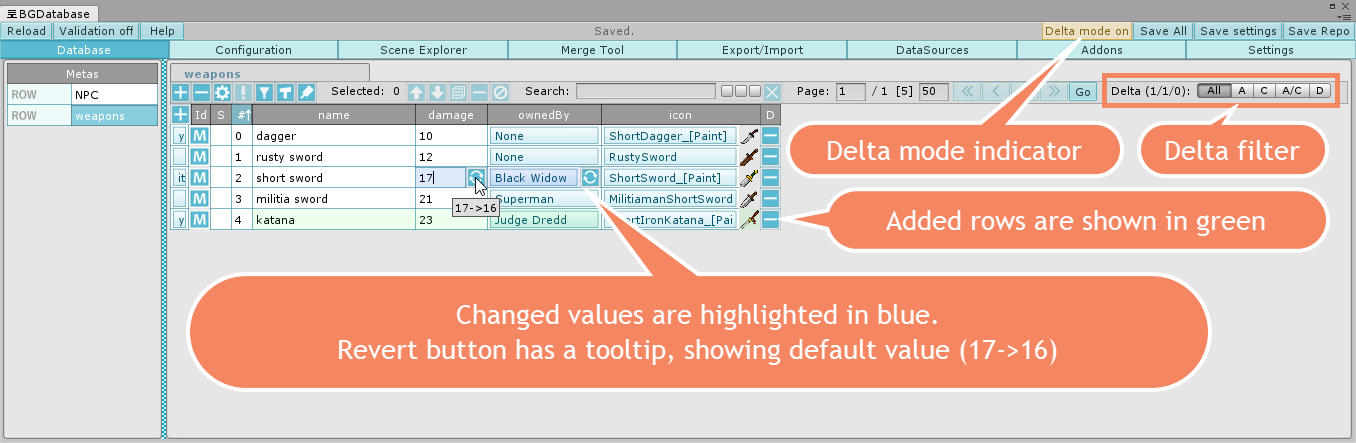 BGDatabase
Reload Validation off Help Saved. Delta mode on Save All Save settings Save Repo
Database Configuration Scene Explorer Merge Tool Export/Import DataSources Addons Settings
Metas
ROW NPC
ROW weapons
weapons
Selected: 0 Search: Page: 1 / 1 [5] 50 Go Delta (1/1/0): All A C A/C D
Id S #↑ name damage ownedBy icon D
y M 0 dagger 10 None ShortDagger_[Paint]
M 1 rusty sword 12 None RustySword
it M 2 short sword 17 Black Widow ShortSword_[Paint]
M 3 militia sword 21 Superman MilitiamanShortSword
y M 4 katana 23 Judge Dredd ortIronKatana_[Pai
17->16
Delta mode indicator
Delta filter
Added rows are shown in green
Changed values are highlighted in blue.
Revert button has a tooltip, showing default value (17->16)